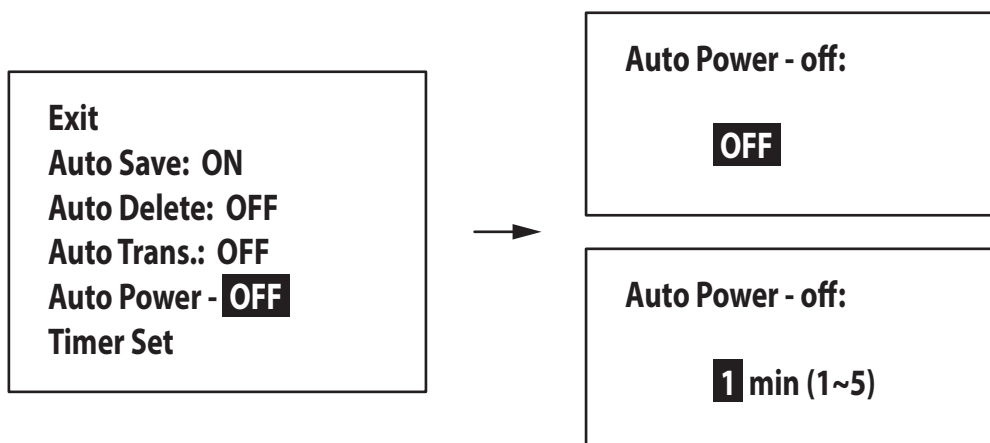 Exit
Auto Save: ON
Auto Delete: OFF
Auto Trans.: OFF
Auto Power - OFF
Timer Set
Auto Power - off:
OFF
Auto Power - off:
1 min (1~5)